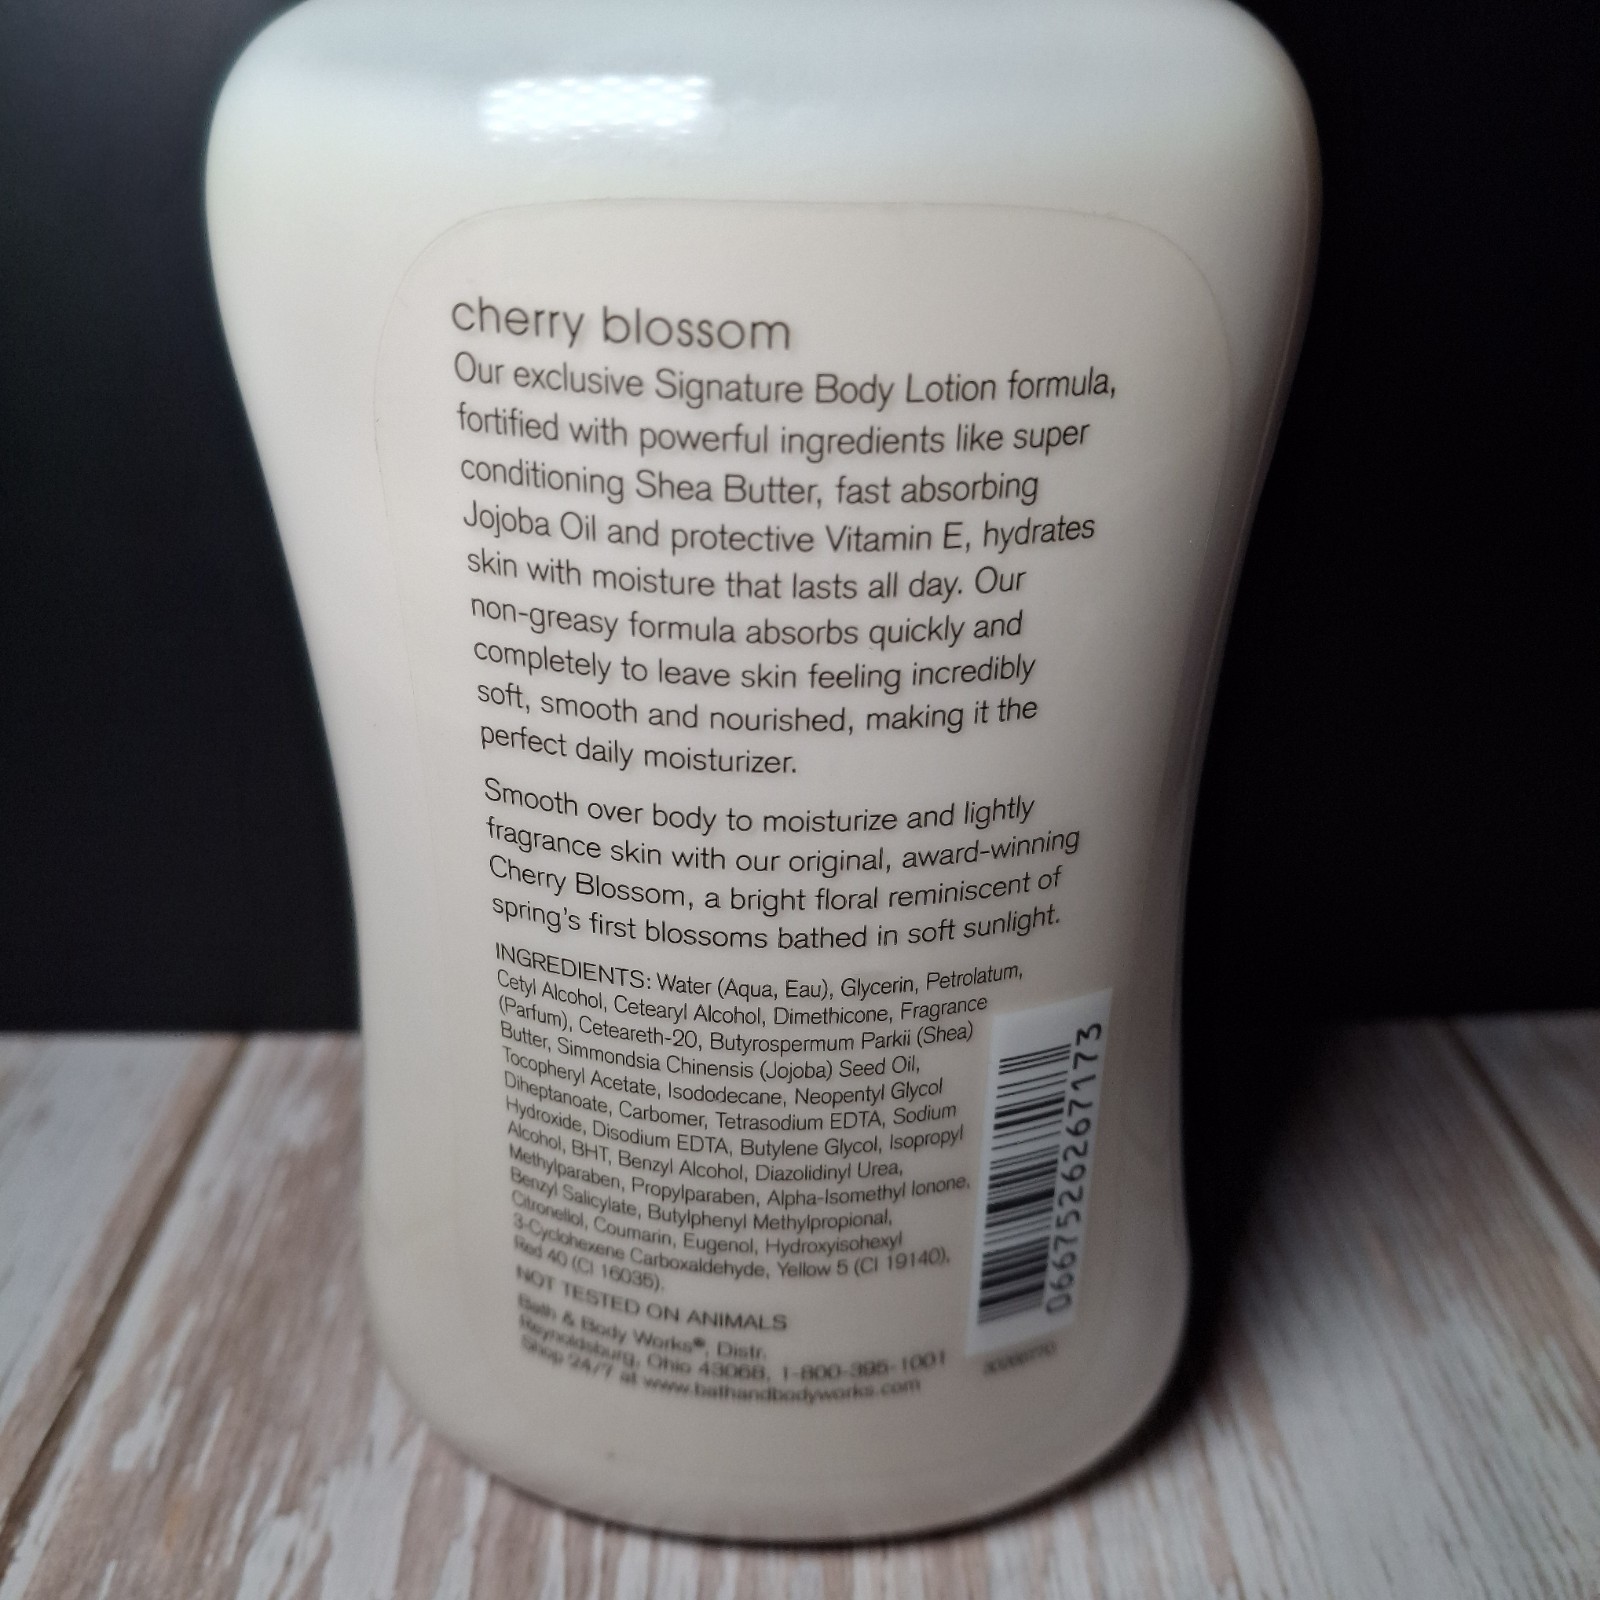 cherry blossom
Our exclusive Signature Body Lotion formula,
fortified with powerful ingredients like super
conditioning Shea Butter, fast absorbing
Jojoba Oil and protective Vitamin E, hydrates
skin with moisture that lasts all day. Our
non-greasy formula absorbs quickly and
completely to leave skin feeling incredibly
soft, smooth and nourished, making it the
perfect daily moisturizer.
Smooth over body to moisturize and lightly
fragrance skin with our original, award-winning
Cherry Blossom, a bright floral reminiscent of
spring's first blossoms bathed in soft sunlight.
INGREDIENTS: Water (Aqua, Eau), Glycerin, Petrolatum,
Cetyl Alcohol, Cetearyl Alcohol, Dimethicone, Fragrance
(Parfum), Ceteareth-20, Butyrospermum Parkii (Shea)
Butter, Simmondsia Chinensis (Jojoba) Seed Oil,
Tocopheryl Acetate, Isododecane, Neopentyl Glycol
Diheptanoate, Carbomer, Tetrasodium EDTA, Sodium
Hydroxide, Disodium EDTA, Butylene Glycol, Isopropyl
Alcohol, BHT, Benzyl Alcohol, Diazolidinyl Urea,
Methylparaben, Propylparaben, Alpha-Isomethyl Ionone,
Benzyl Salicylate, Butylphenyl Methylpropional,
Citronellol, Coumarin, Eugenol, Hydroxyisohexyl
3-Cyclohexene Carboxaldehyde, Yellow 5 (CI 19140),
Red 40 (CI 16035).
NOT TESTED ON ANIMALS
Bath & Body Works®, Distr.
Reynoldsburg, Ohio 43068, 1-800-395-1001
Shop 24/7 at www.bathandbodyworks.com
0667526267173